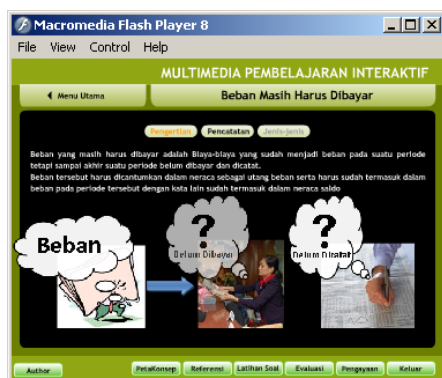 Macromedia Flash Player 8
File View Control Help
MULTIMEDIA PEMBELAJARAN INTERAKTIF
Menu Utama
Beban Masih Harus Dibayar
Pengertian Pencatatan Jenis-jenis
Beban yang masih harus dibayar adalah Biaya-biaya yang sudah menjadi beban pada suatu periode
tetapi sampai akhir suatu periode belum dibayar dan dicatat.
Beban tersebut harus dicantumkan dalam neraca sebagai utang beban serta harus sudah termasuk dalam
beban pada periode tersebut dengan kata lain sudah termasuk dalam neraca saldo
Beban
?
Belum Dibayar
?
Belum Dicatat
Author
PetaKonsep Referensi Latihan Soal Evaluasi Pengayaan Keluar